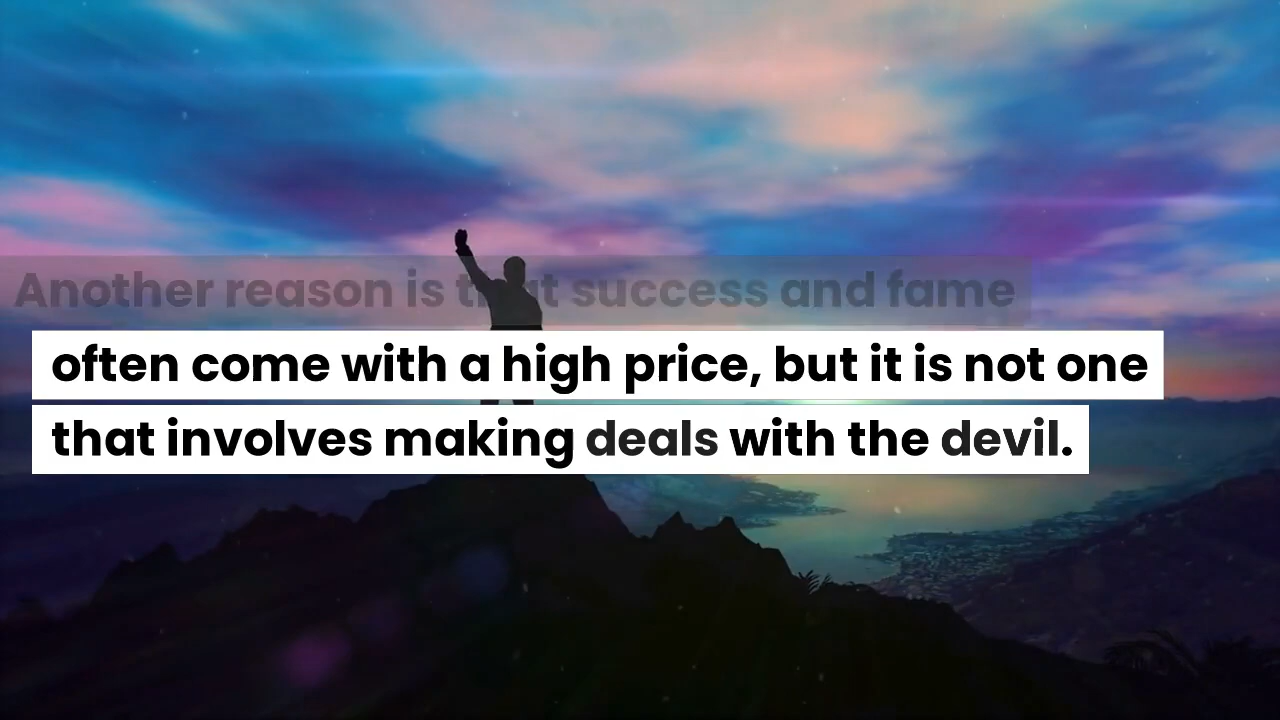 Another reason is that success and fame
often come with a high price, but it is not one
that involves making deals with the devil.